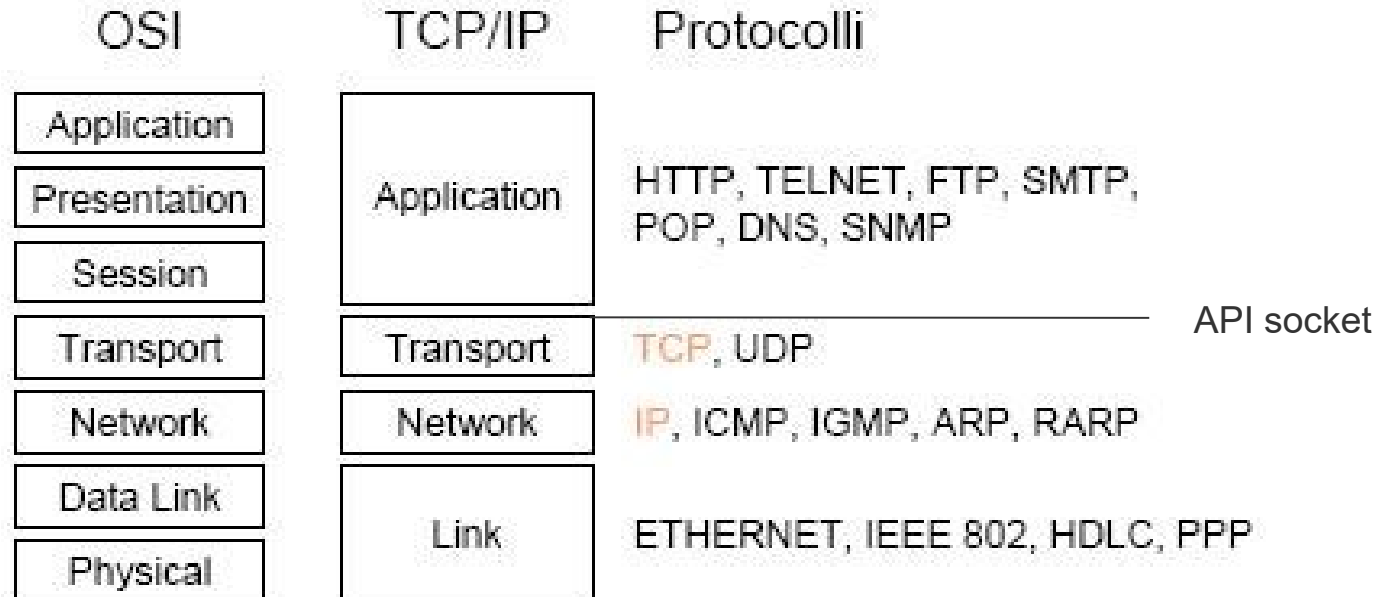 OSI
TCP/IP
Protocolli
Application
Presentation
Session
Transport
Network
Data Link
Physical
Application
Transport
Network
Link
HTTP, TELNET, FTP, SMTP,
POP, DNS, SNMP
API socket
TCP, UDP
IP, ICMP, IGMP, ARP, RARP
ETHERNET, IEEE 802, HDLC, PPP